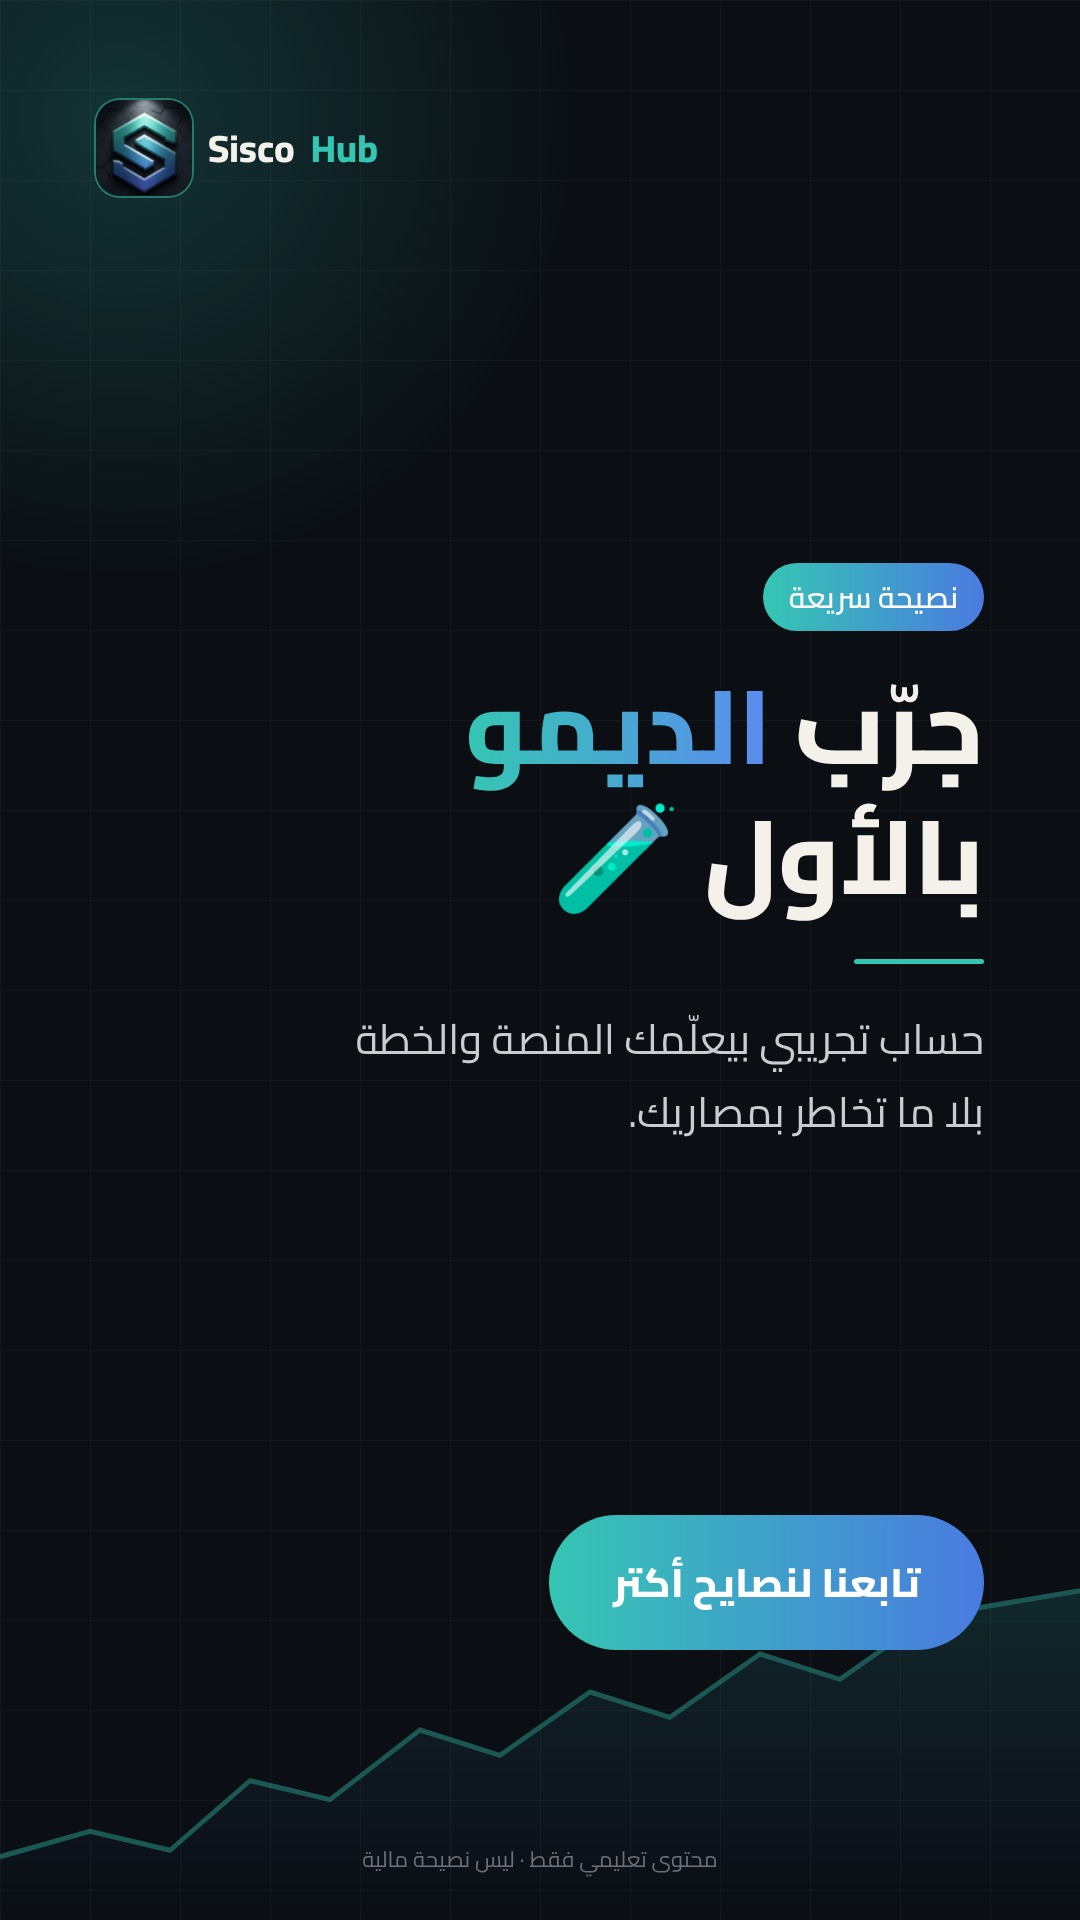 Sisco Hub
نصيحة سريعة
جرّب الديمو
بالأول
حساب تجريبي بيعلّمك المنصة والخطة
بلا ما تخاطر بمصاريك.
تابعنا لنصايح أكتر
محتوى تعليمي فقط · ليس نصيحة مالية